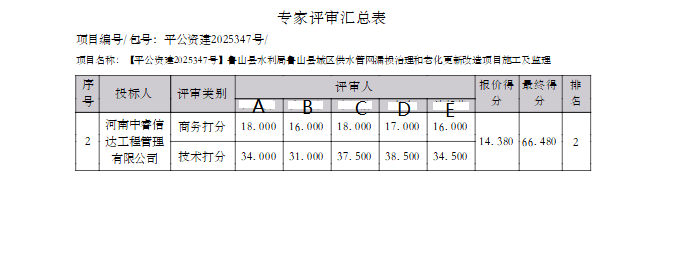 专家评审汇总表
项目编号/包号：平公资建2025347号/
项目名称：【平公资建2025347号】鲁山县水利局鲁山县城区供水管网漏损治理和老化更新改造项目施工及监理
序号 投标人 评审类别 评审人 报价得分 最终得分 排名
A B C D E
2 河南中睿信达工程管理有限公司 商务打分 18.000 16.000 18.000 17.000 16.000 14.380 66.480 2
技术打分 34.000 31.000 37.500 38.500 34.500